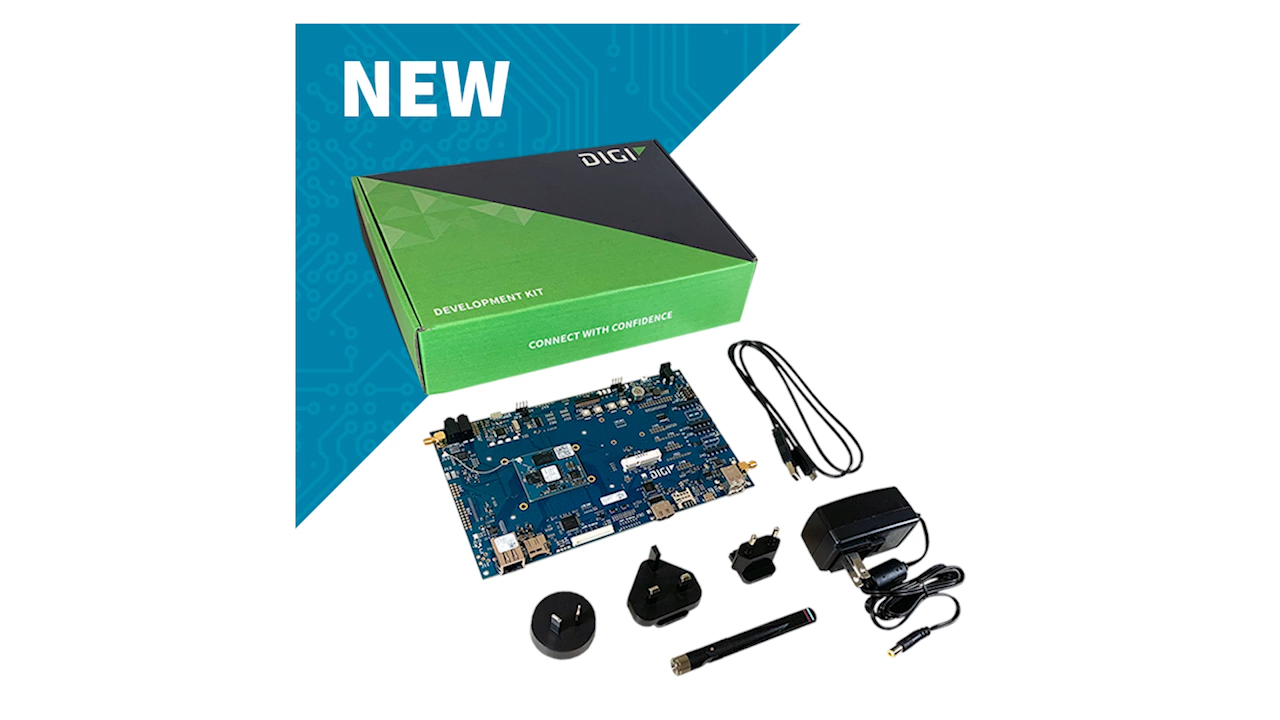 NEW
DIGI
DEVELOPMENT KIT
CONNECT WITH CONFIDENCE
DIGI